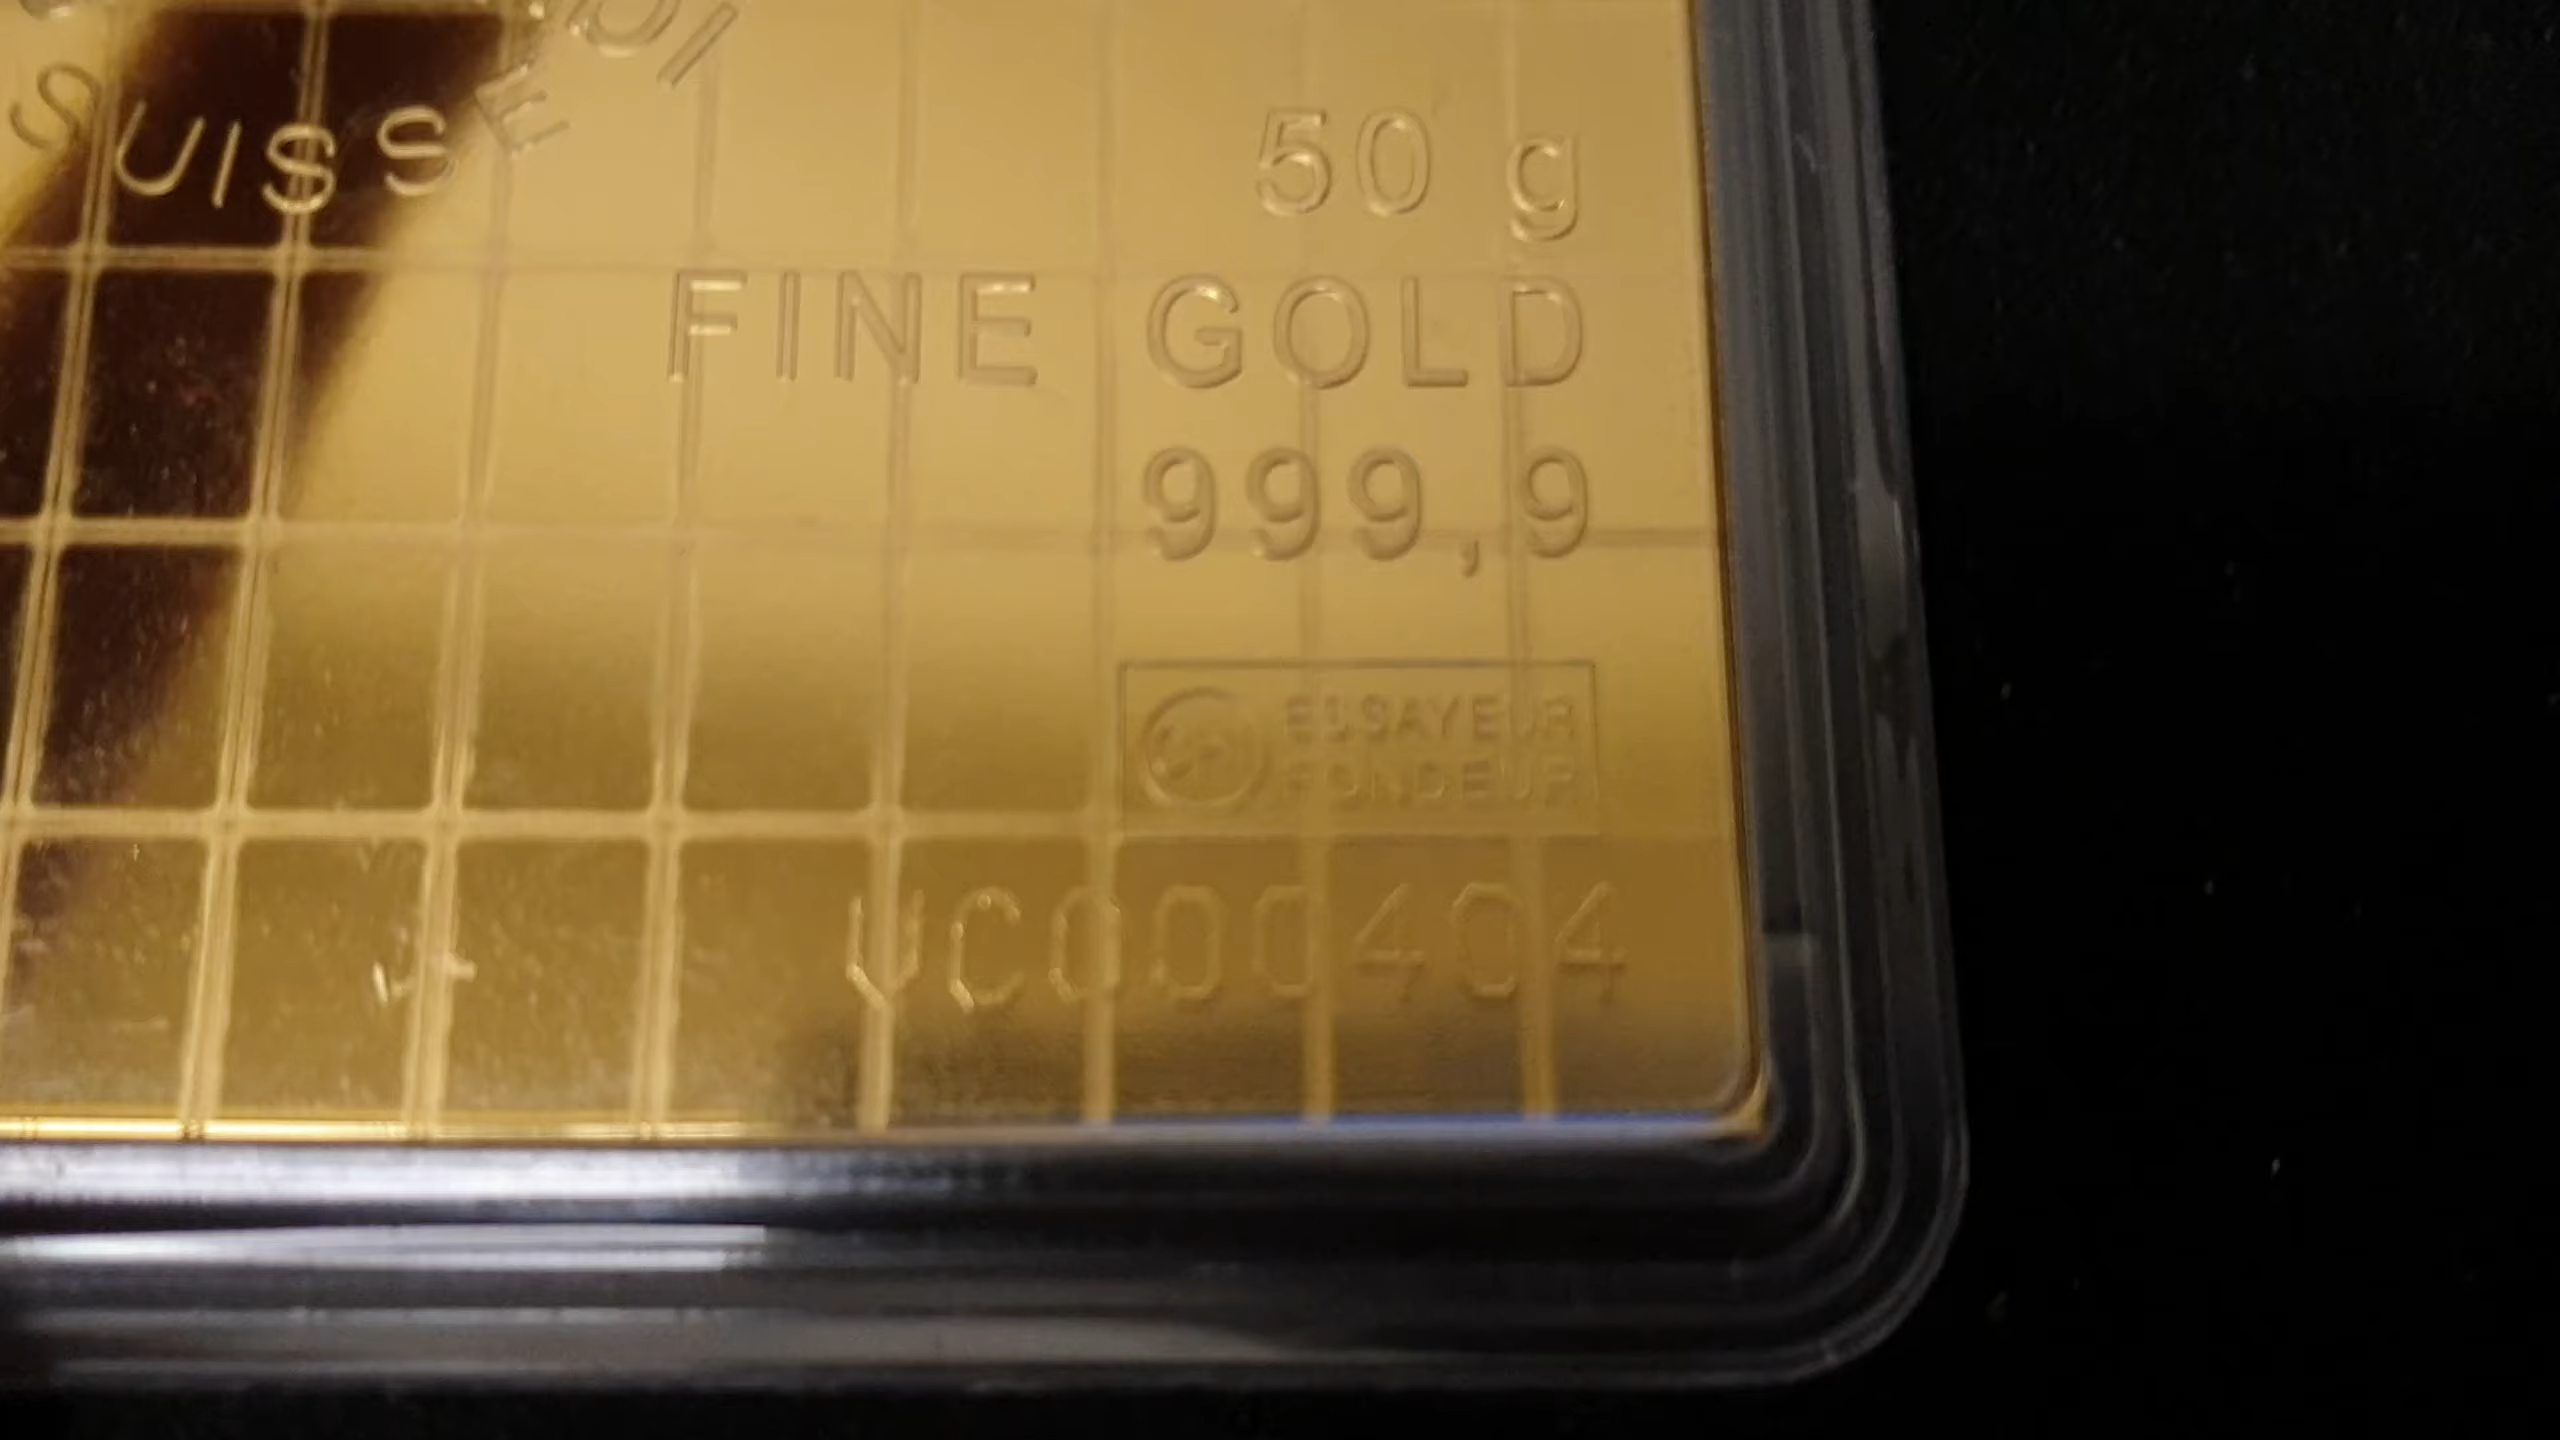 SUISSE
50 g
FINE GOLD
999,9
ESSAYEUR
FONDEUR
VC000404